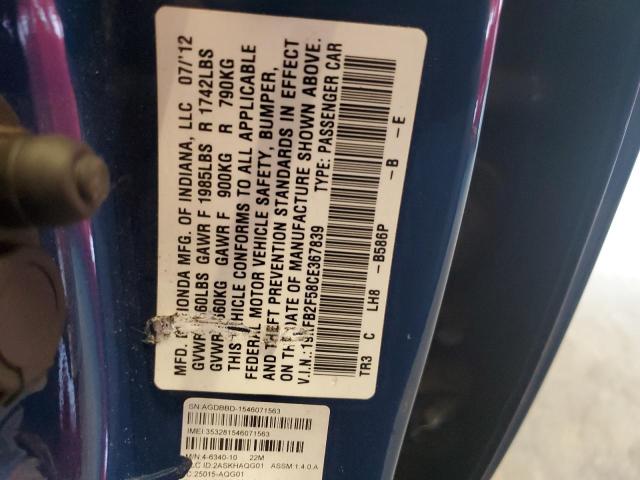 MFD. BY HONDA MFG. OF INDIANA, LLC 07/'12
GVWR 60LBS GAWR F 1985LBS R 1742LBS
GVWR 60KG GAWR F 900KG R 790KG
THIS VEHICLE CONFORMS TO ALL APPLICABLE
FEDERAL MOTOR VEHICLE SAFETY, BUMPER,
AND THEFT PREVENTION STANDARDS IN EFFECT
ON THE DATE OF MANUFACTURE SHOWN ABOVE.
V.I.N.: 19XFB2F58CE367839 TYPE: PASSENGER CAR
TR3 C LH8 - B586P - B - E
SN:AGDBBD-1546071563
IMEI:353281546071563
M/N 4-6340-10 22M
ID:2ASKHAQG01 ASSM 1.4.0.A
C:25015-AQG01